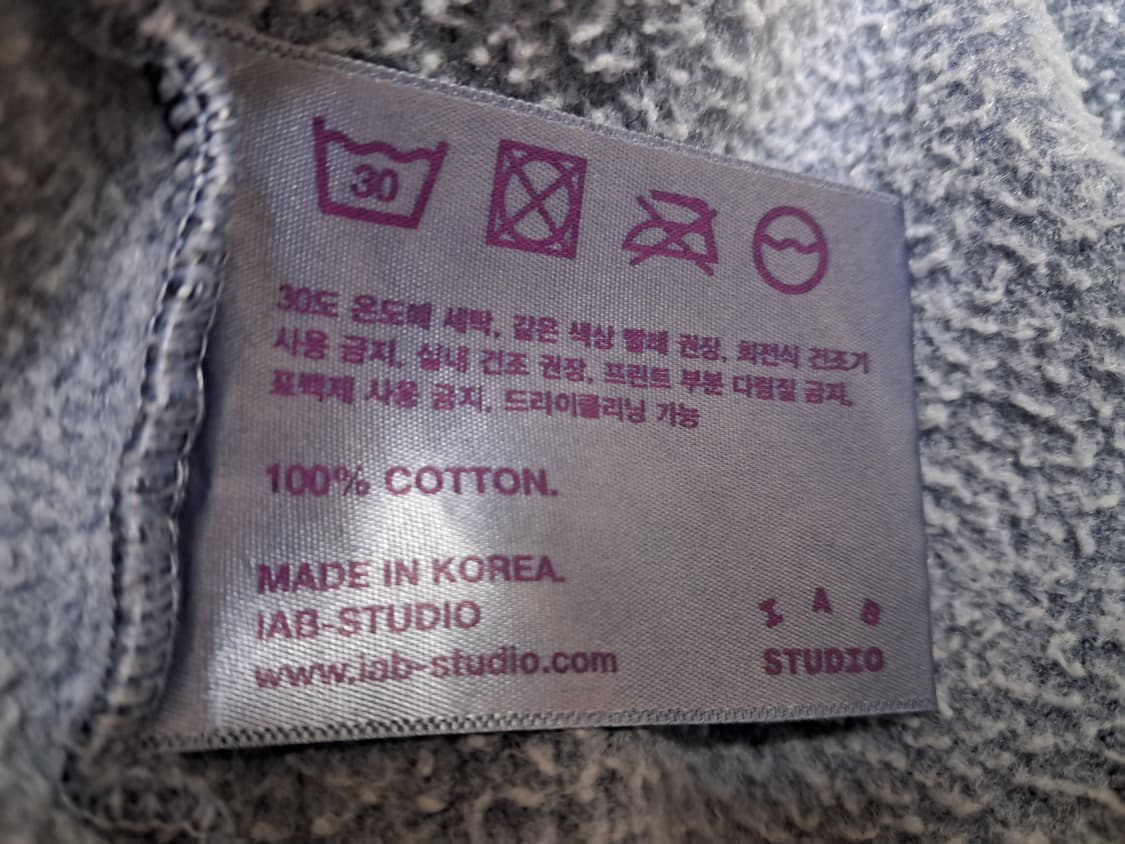 30
30도 온도에 세탁, 같은 색상 빨래 권장, 회전식 건조기
사용 금지, 실내 건조 권장, 프린트 부분 다림질 금지,
표백제 사용 금지, 드라이클리닝 가능
100% COTTON.
MADE IN KOREA.
IAB-STUDIO
www.iab-studio.com
I A B
STUDIO